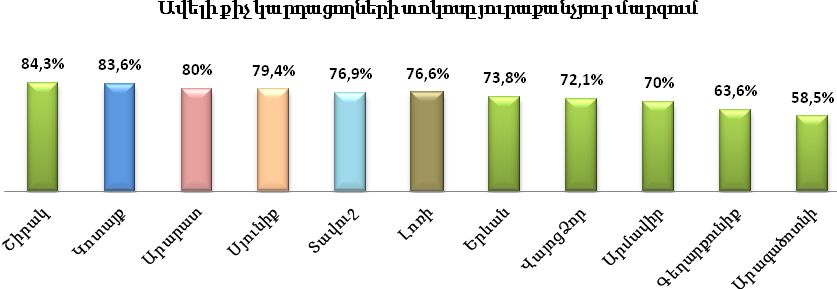 Ավելի քիչ կարդացողների տոկոսը յուրաքանչյուր մարզում
84,3% 83,6% 80% 79,4% 76,9% 76,6% 73,8% 72,1% 70% 63,6% 58,5%
Շիրակ Կոտայք Արարատ Սյունիք Տավուշ Լոռի Երևան Վայոց Ձոր Արմավիր Գեղարքունիք Արագածոտնի